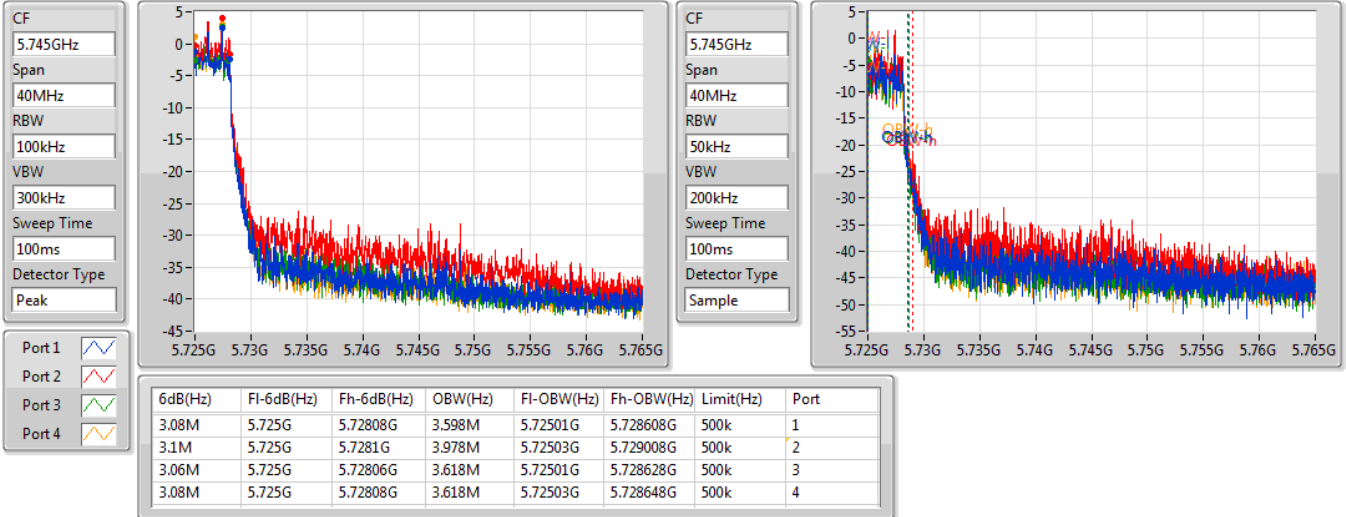 CF
5.745GHz
Span
40MHz
RBW
100kHz
VBW
300kHz
Sweep Time
100ms
Detector Type
Peak
5
0
-5
-10
-15
-20
-25
-30
-35
-40
-45
5.725G 5.73G 5.735G 5.74G 5.745G 5.75G 5.755G 5.76G 5.765G
CF
5.745GHz
Span
40MHz
RBW
50kHz
VBW
200kHz
Sweep Time
100ms
Detector Type
Sample
5
0
-5
-10
-15
-20
-25
-30
-35
-40
-45
-50
-55
OBW-h
5.725G 5.73G 5.735G 5.74G 5.745G 5.75G 5.755G 5.76G 5.765G
Port 1
Port 2
Port 3
Port 4
6dB(Hz) Fl-6dB(Hz) Fh-6dB(Hz) OBW(Hz) Fl-OBW(Hz) Fh-OBW(Hz) Limit(Hz) Port
3.08M 5.725G 5.72808G 3.598M 5.72501G 5.728608G 500k 1
3.1M 5.725G 5.7281G 3.978M 5.72503G 5.729008G 500k 2
3.06M 5.725G 5.72806G 3.618M 5.72501G 5.728628G 500k 3
3.08M 5.725G 5.72808G 3.618M 5.72503G 5.728648G 500k 4